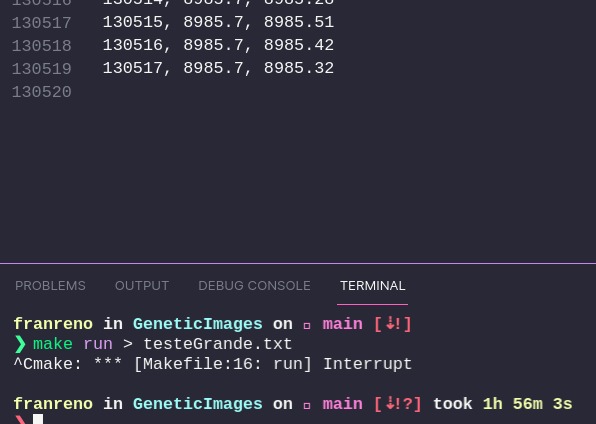 130516 130514, 8985.7, 8985.28
130517 130515, 8985.7, 8985.51
130518 130516, 8985.7, 8985.42
130519 130517, 8985.7, 8985.32
130520
PROBLEMS OUTPUT DEBUG CONSOLE TERMINAL
franreno in GeneticImages on main [⇣!]
❯ make run > testeGrande.txt
^Cmake: *** [Makefile:16: run] Interrupt
franreno in GeneticImages on main [⇣!?] took 1h 56m 3s
❯